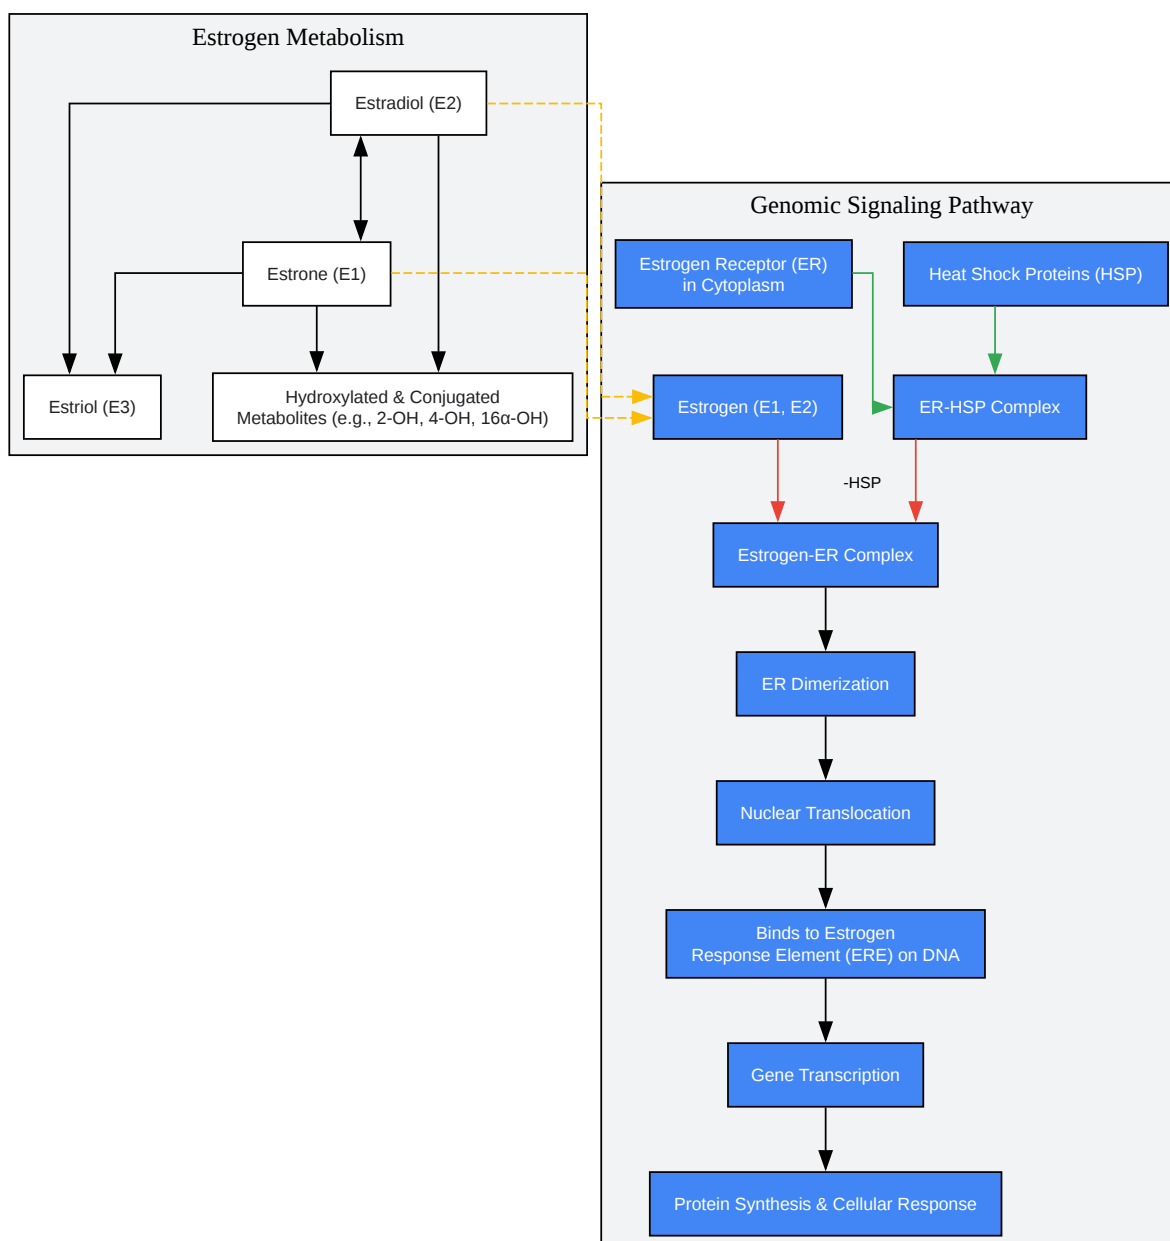 Estrogen Metabolism
Estradiol (E2)
Estrone (E1)
Estriol (E3)
Hydroxylated & Conjugated
Metabolites (e.g., 2-OH, 4-OH, 16α-OH)
Genomic Signaling Pathway
Estrogen Receptor (ER)
in Cytoplasm
Heat Shock Proteins (HSP)
Estrogen (E1, E2)
ER-HSP Complex
-HSP
Estrogen-ER Complex
ER Dimerization
Nuclear Translocation
Binds to Estrogen
Response Element (ERE) on DNA
Gene Transcription
Protein Synthesis & Cellular Response